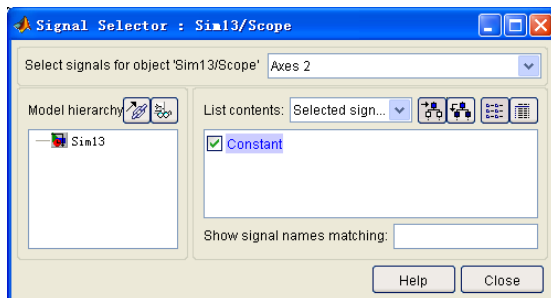 Signal Selector : Sim13/Scope
Select signals for object 'Sim13/Scope' Axes 2
Model hierarchy
List contents: Selected sign...
Sim13
Constant
Show signal names matching:
Help Close